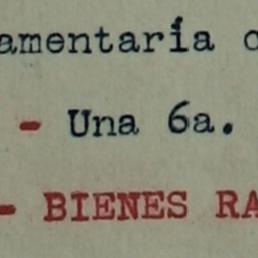 amentaría
- Una 6a.
- BIENES RA